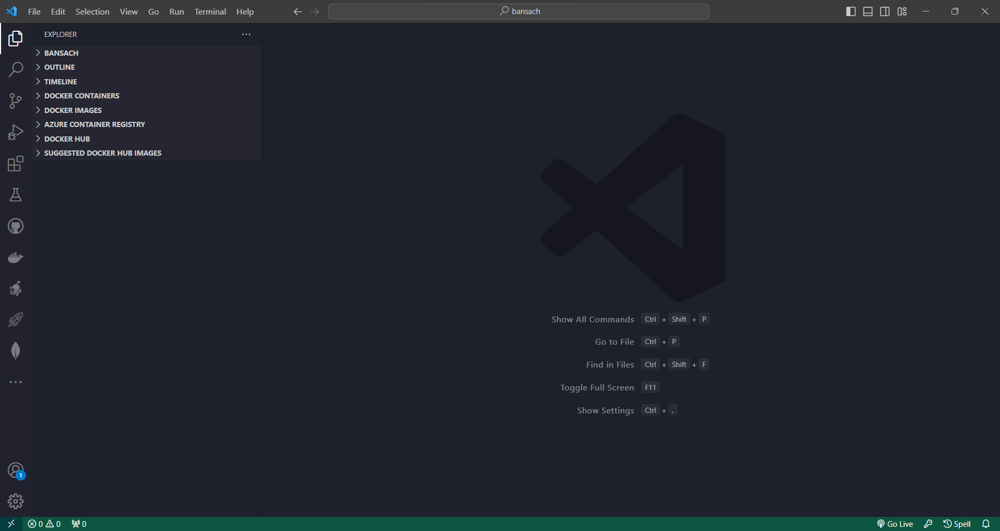 File Edit Selection View Go Run Terminal Help
bansach
EXPLORER
BANSACH
OUTLINE
TIMELINE
DOCKER CONTAINERS
DOCKER IMAGES
AZURE CONTAINER REGISTRY
DOCKER HUB
SUGGESTED DOCKER HUB IMAGES
Show All Commands Ctrl + Shift + P
Go to File Ctrl + P
Find in Files Ctrl + Shift + F
Toggle Full Screen F11
Show Settings Ctrl + ,
1
0 0 0 Go Live Spell